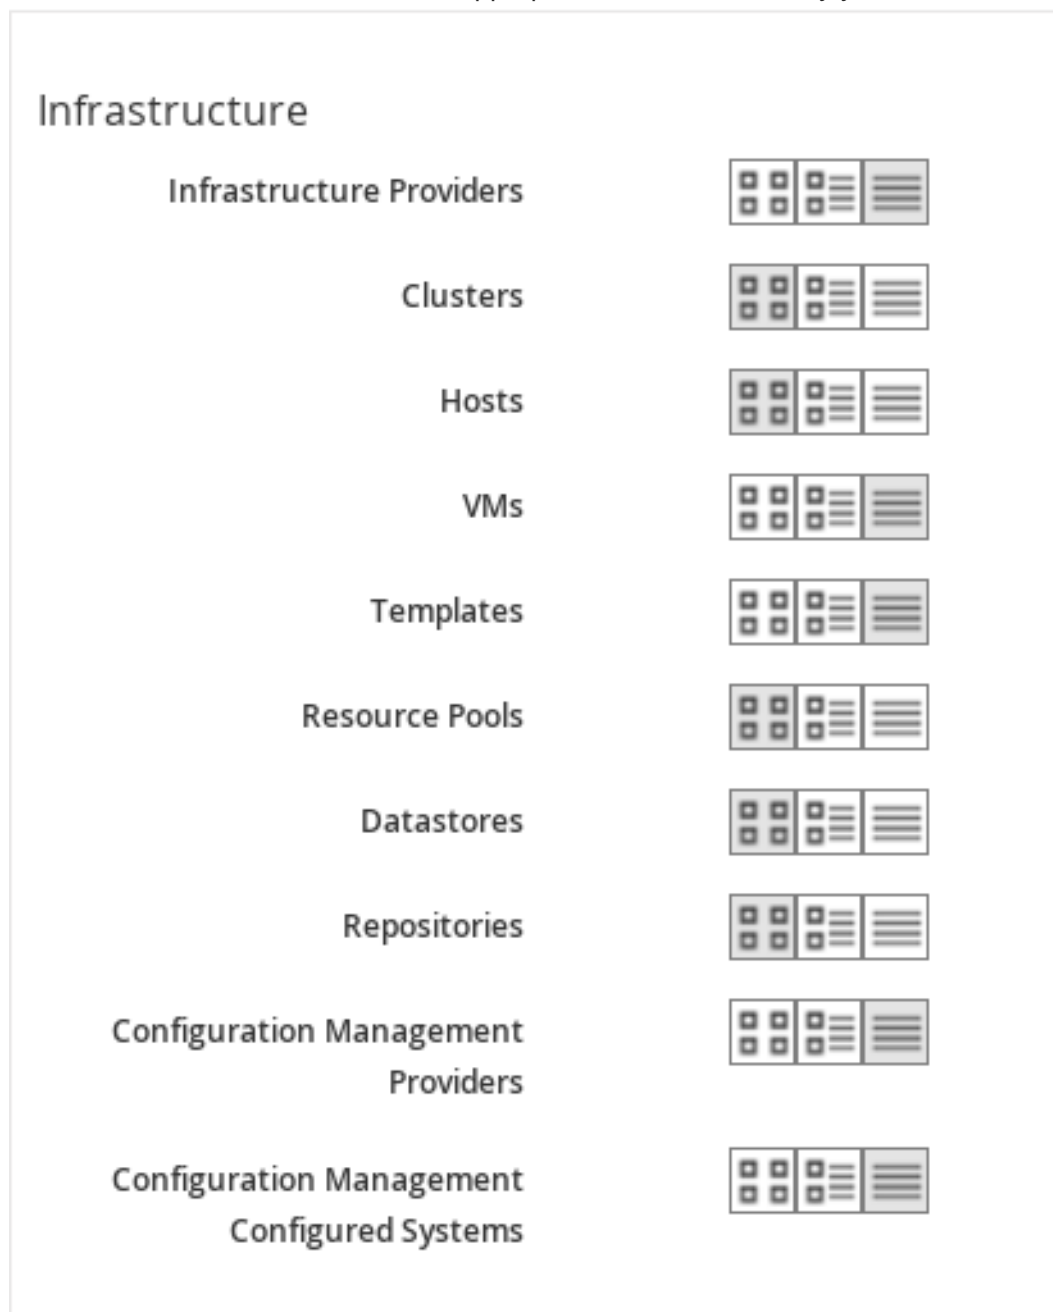 Infrastructure
Infrastructure Providers
Clusters
Hosts
VMs
Templates
Resource Pools
Datastores
Repositories
Configuration Management
Providers
Configuration Management
Configured Systems